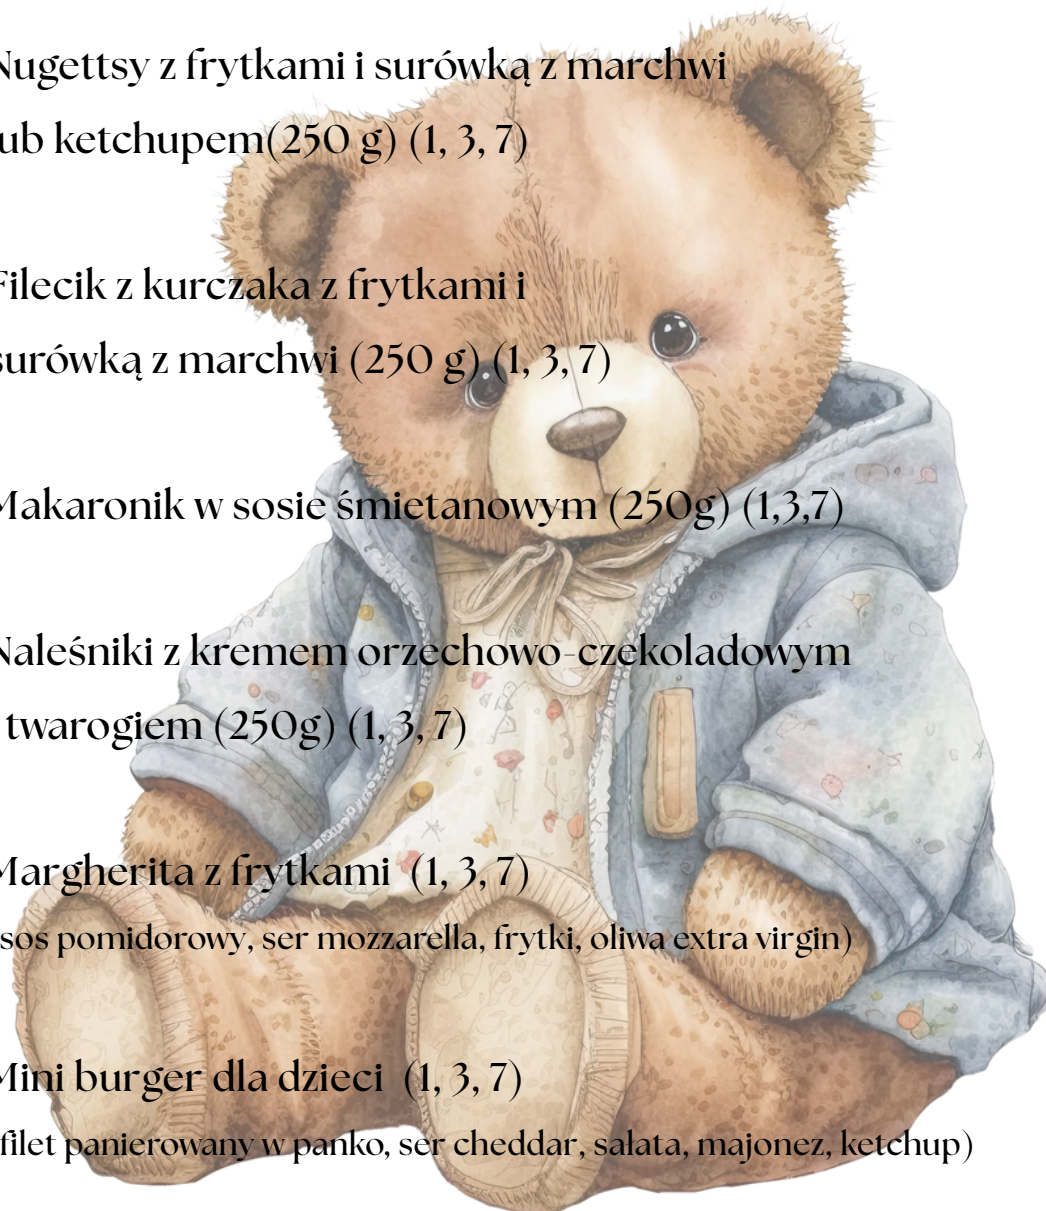 Nugettsy z frytkami i surówką z marchwi
lub ketchupem(250 g) (1, 3, 7)
Filecik z kurczaka z frytkami i
surówką z marchwi (250 g) (1, 3, 7)
Makaronik w sosie śmietanowym (250g) (1,3,7)
Naleśniki z kremem orzechowo-czekoladowym
twarogiem (250g) (1, 3, 7)
Margherita z frytkami (1, 3, 7)
sos pomidorowy, ser mozzarella, frytki, oliwa extra virgin)
Mini burger dla dzieci (1, 3, 7)
filet panierowany w panko, ser cheddar, sałata, majonez, ketchup)